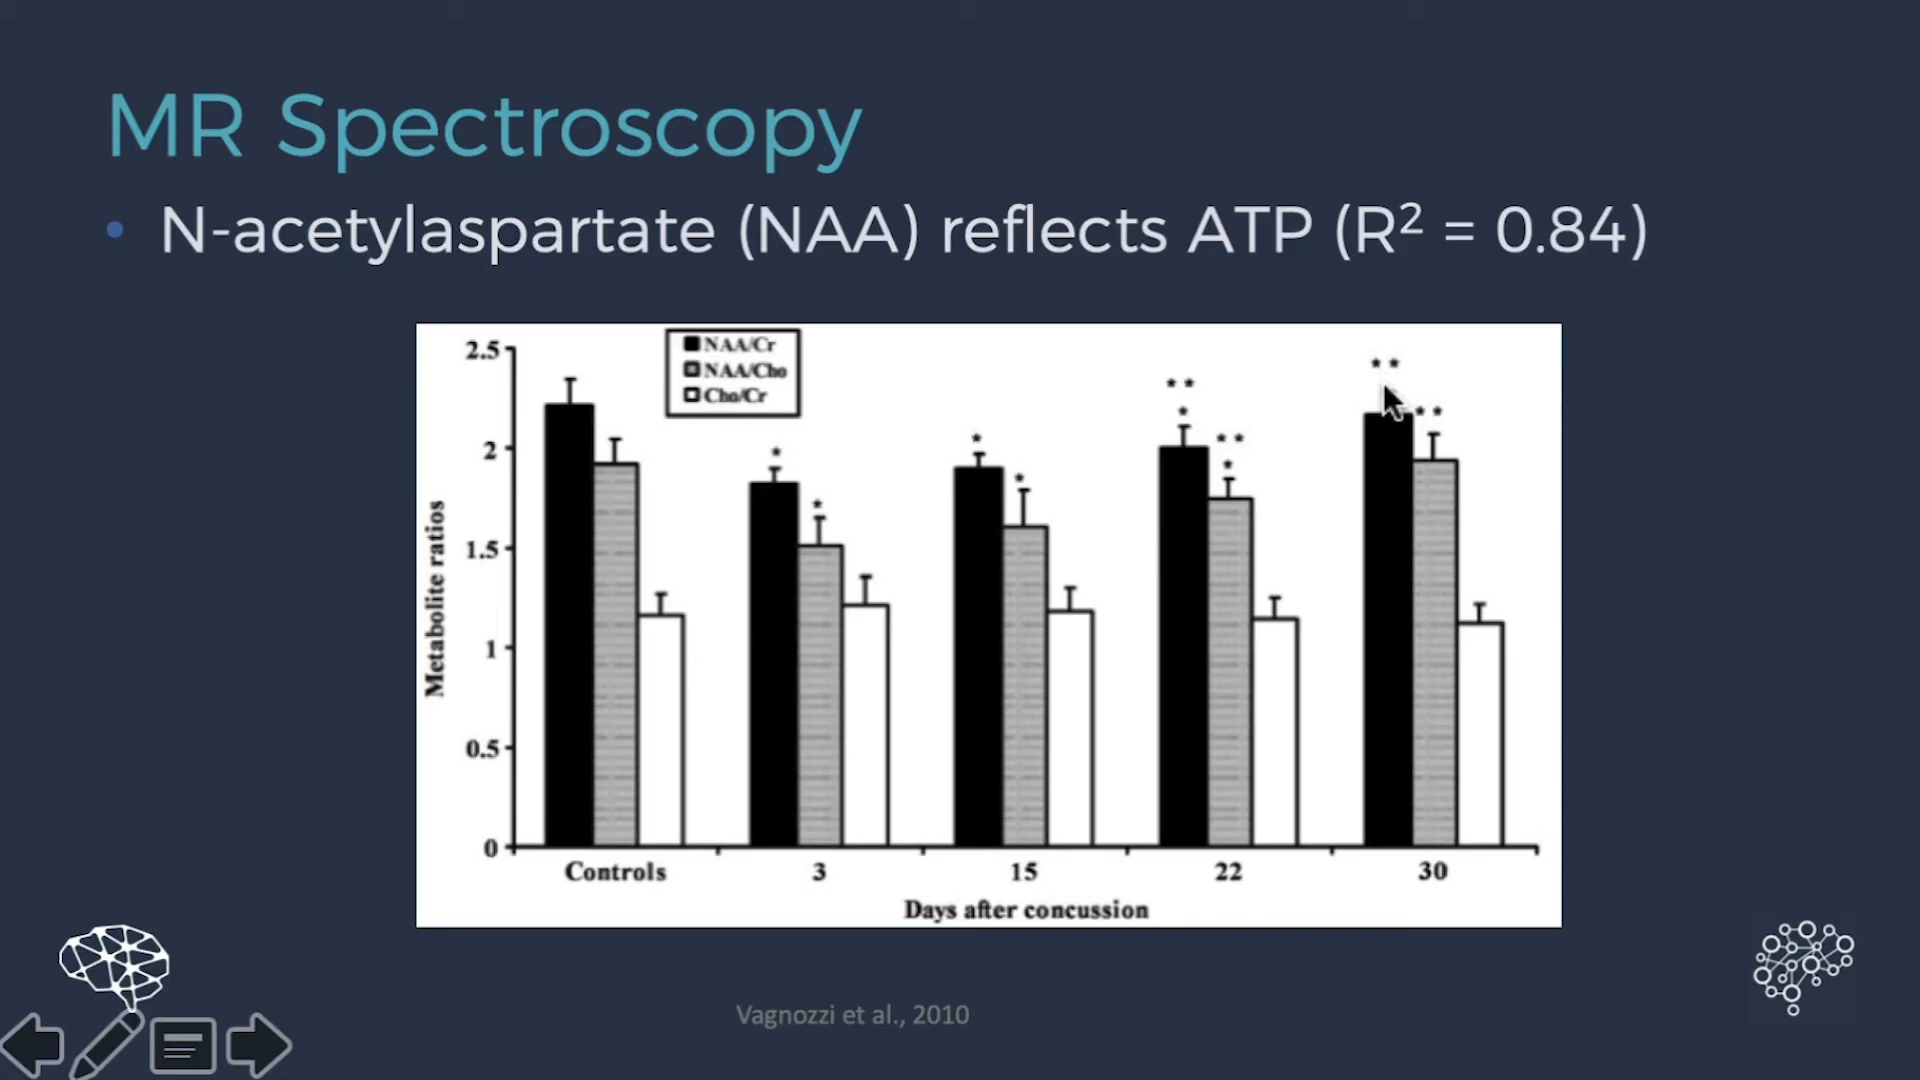 MR Spectroscopy
• N-acetylaspartate (NAA) reflects ATP (R² = 0.84)
NAA/Cr
NAA/Cho
Cho/Cr
Metabolite ratios
2.5
2
1.5
1
0.5
0
*
*
*
*
* *
*
* *
*
* *
* *
Controls
3
15
22
30
Days after concussion
Vagnozzi et al., 2010